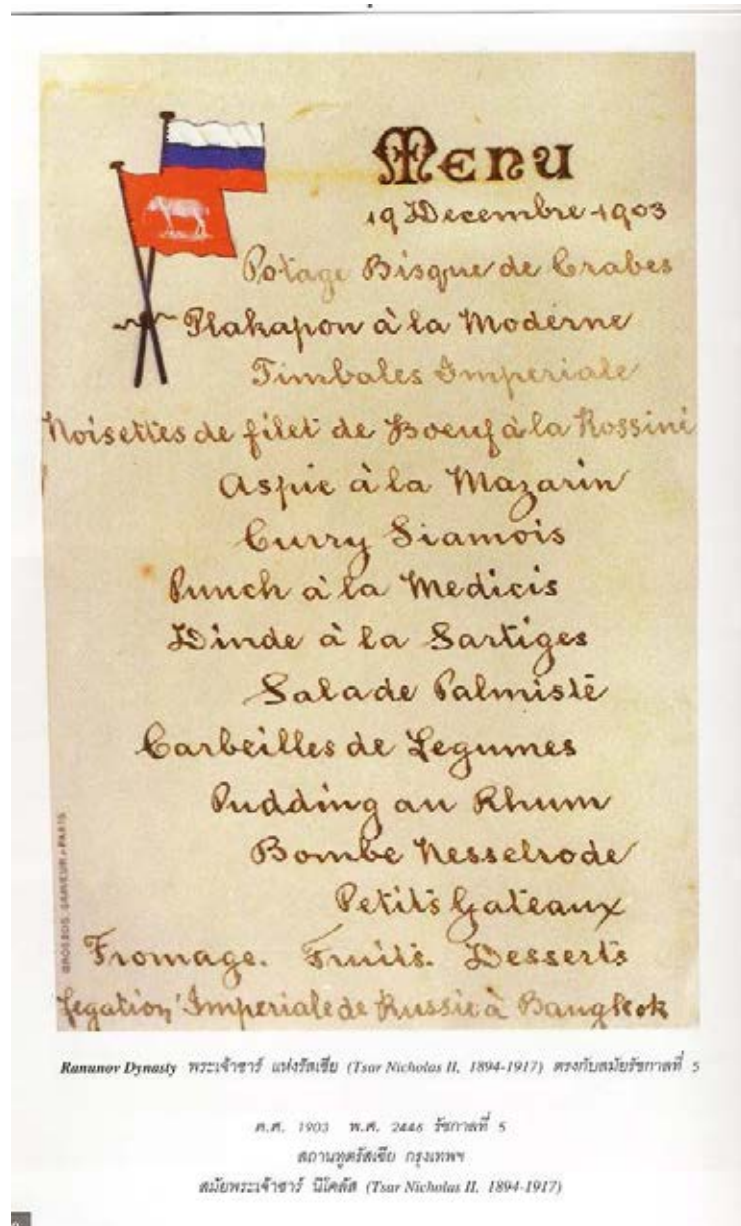 Menu
19 Decembre 1903
Potage Bisque de Crabes
Plakapon à la Moderne
Timbales Imperiale
Noisettes de filet de Boeuf à la Rossini
Aspic à la Mazarin
Curry Siamois
Punch à la Medicis
Dinde à la Sartiges
Salade Palmiste
Carbeilles de Legumes
Pudding au Rhum
Bombe Nesselrode
Petits Gateaux
Fromage. Fruits. Desserts
Legation Imperiale de Russie à Bangkok
PARIS
Ranunov Dynasty พระเจ้าซาร์ แห่งรัสเซีย (Tsar Nicholas II, 1894-1917) ตรงกับสมัยรัชกาลที่ 5
ค.ศ. 1903 พ.ศ. 2446 รัชกาลที่ 5
สถานทูตรัสเซีย กรุงเทพฯ
สมัยพระเจ้าซาร์ นิโคลัส (Tsar Nicholas II, 1894-1917)